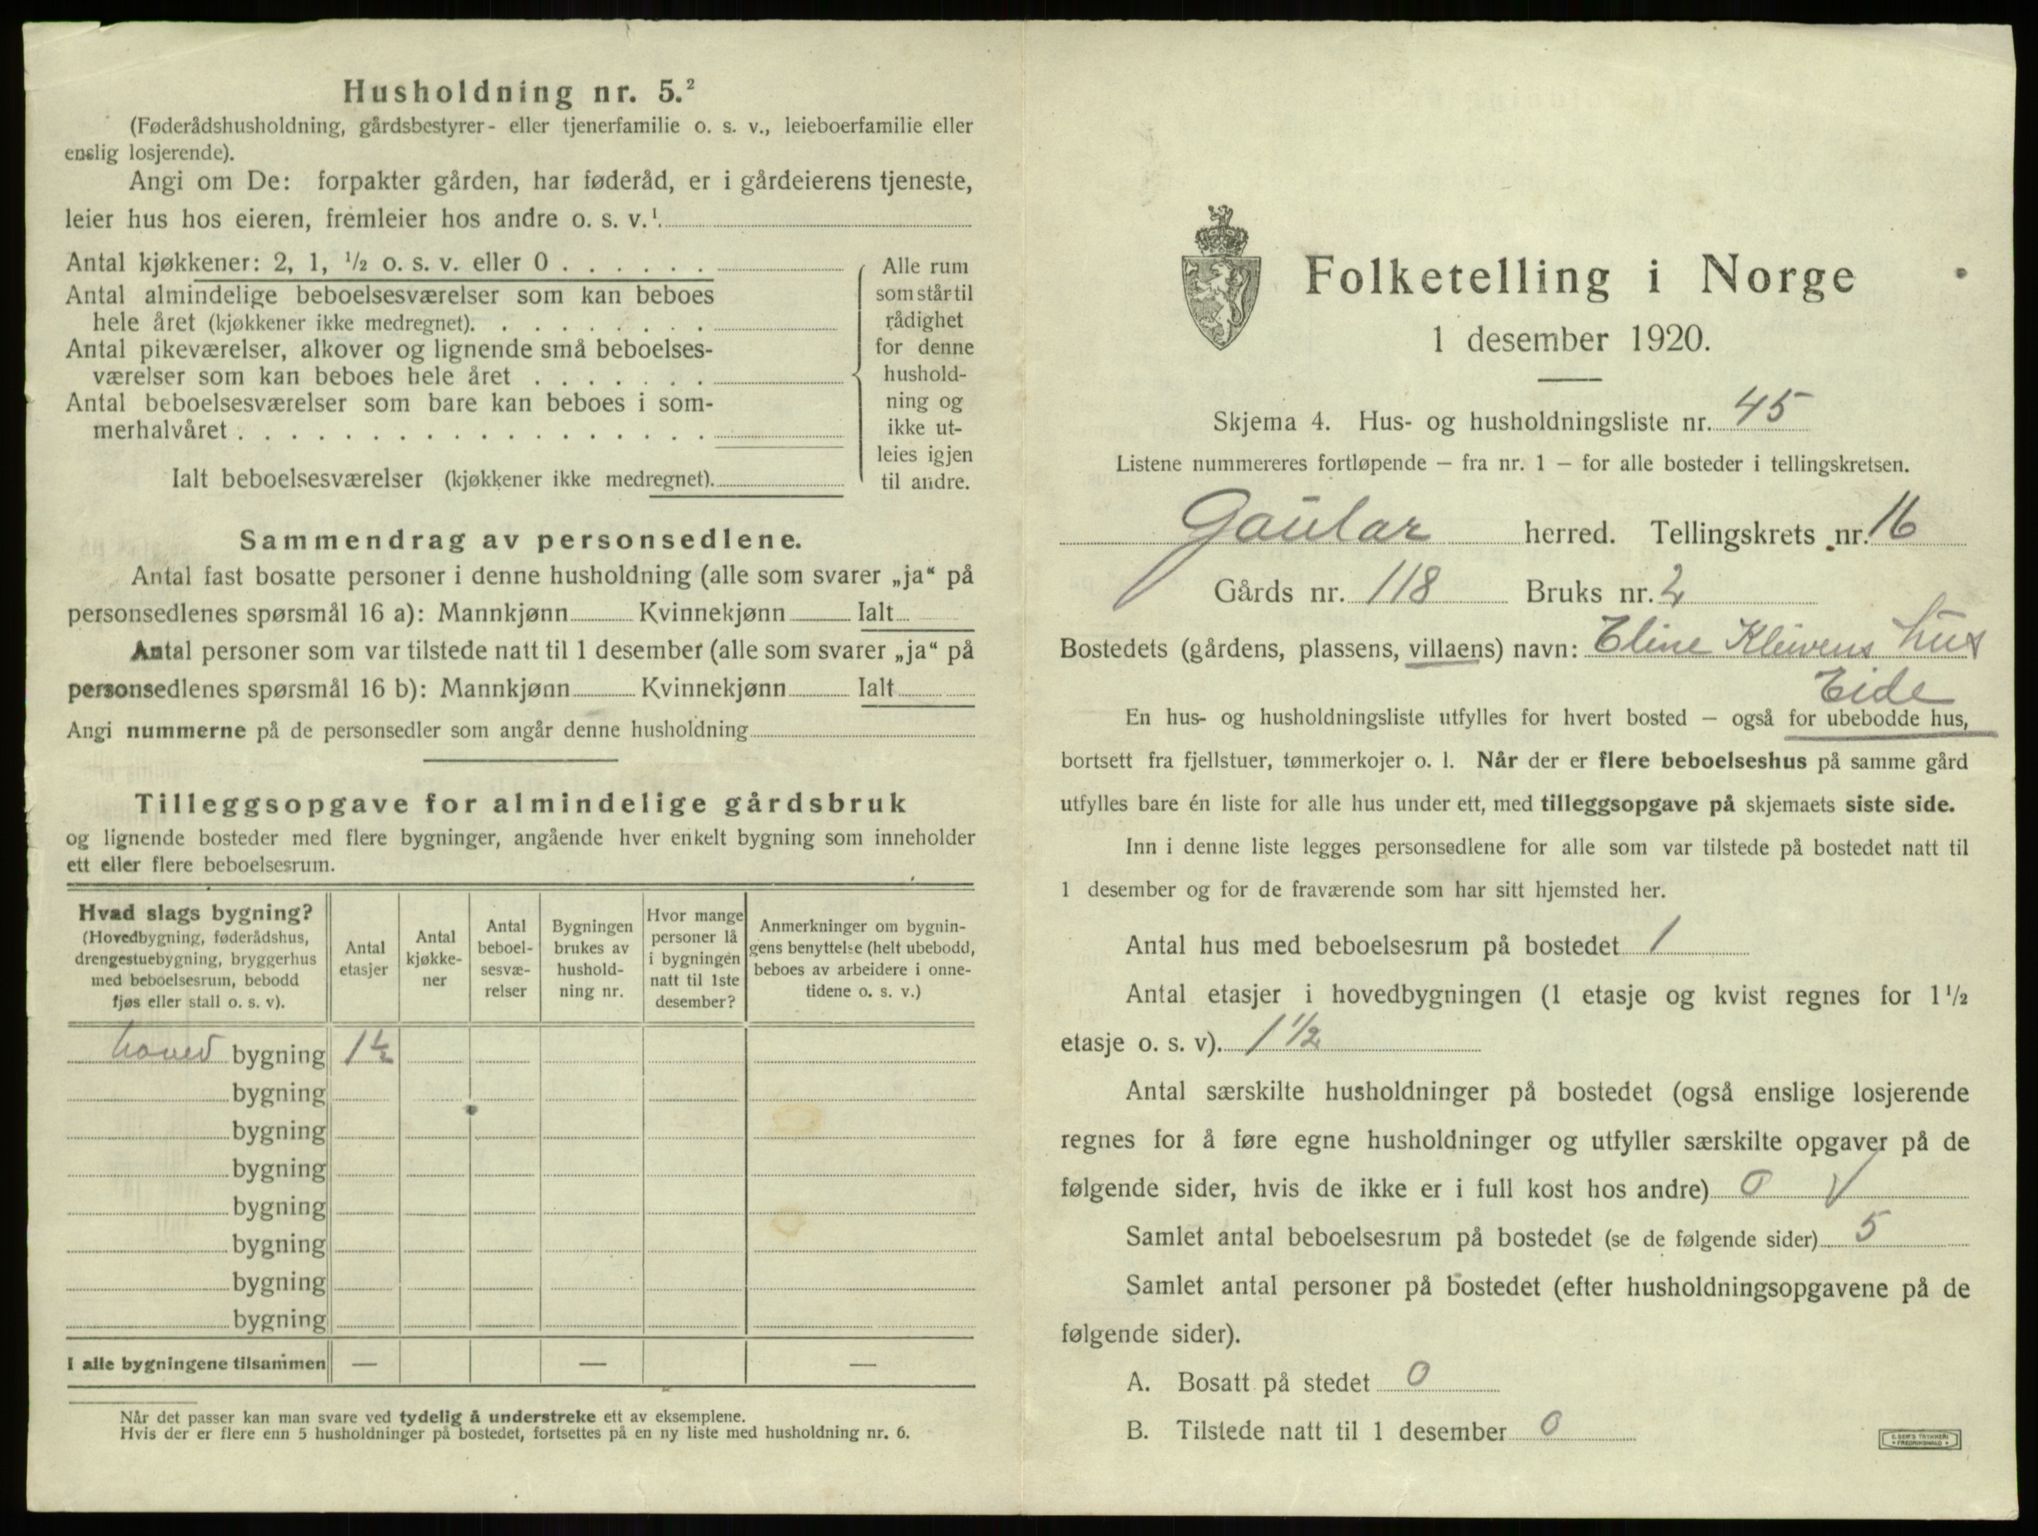 Husholdning nr. 5.²
(Føderådshusholdning, gårdsbestyrer- eller tjenerfamilie o. s. v., leieboerfamilie eller
enslig losjerende).
Angi om De: forpakter gården, har føderåd, er i gårdeierens tjeneste,
leier hus hos eieren, fremleier hos andre o. s. v.¹
Antal kjøkkener: 2, 1, ½ o. s. v. eller 0 . . . . . .
Antal almindelige beboelsesværelser som kan beboes
hele året (kjøkkener ikke medregnet). . . . . . . . .
Antal pikeværelser, alkover og lignende små beboelses-
værelser som kan beboes hele året . . . . . . .
Antal beboelsesværelser som bare kan beboes i som-
merhalvåret . . . . . . . . . . . . . . . . . .
Ialt beboelsesværelser (kjøkkener ikke medregnet).
Alle rum
som står til
rådighet
for denne
hushold-
ning og
ikke ut-
leies igjen
til andre.
Sammendrag av personsedlene.
Antal fast bosatte personer i denne husholdning (alle som svarer „ja“ på
personsedlenes spørsmål 16 a): Mannkjønn Kvinnekjønn Ialt
Antal personer som var tilstede natt til 1 desember (alle som svarer „ja“ på
personsedlenes spørsmål 16 b): Mannkjønn Kvinnekjønn Ialt
Angi nummerne på de personsedler som angår denne husholdning
Tilleggsopgave for almindelige gårdsbruk
og lignende bosteder med flere bygninger, angående hver enkelt bygning som inneholder
ett eller flere beboelsesrum.
Hvad slags bygning?
(Hovedbygning, føderådshus,
drengestuebygning, bryggerhus
med beboelsesrum, bebodd
fjøs eller stall o. s. v).
Antal
etasjer
Antal
kjøkke-
ner
Antal
beboel-
sesvæ-
relser
Bygningen
brukes av
hushold-
ning nr.
Hvor mange
personer lå
i bygningen
natt til 1ste
desember?
Anmerkninger om bygnin-
gens benyttelse (helt ubebodd,
beboes av arbeidere i onne-
tidene o. s. v.)
hoved bygning 1½
bygning
bygning
bygning
bygning
bygning
bygning
bygning
I alle bygningene tilsammen — — —
Når det passer kan man svare ved tydelig å understreke ett av eksemplene.
Hvis der er flere enn 5 husholdninger på bostedet, fortsettes på en ny liste med husholdning nr. 6.
Folketelling i Norge
1 desember 1920.
Skjema 4. Hus- og husholdningsliste nr. 45
Listene nummereres fortløpende – fra nr. 1 – for alle bosteder i tellingskretsen.
Gaular herred. Tellingskrets nr. 16
Gårds nr. 118 Bruks nr. 2
Bostedets (gårdens, plassens, villaens) navn: Eline Kleivens hus
Eide
En hus- og husholdningsliste utfylles for hvert bosted – også for ubebodde hus,
bortsett fra fjellstuer, tømmerkojer o. l. Når der er flere beboelseshus på samme gård
utfylles bare én liste for alle hus under ett, med tilleggsopgave på skjemaets siste side.
Inn i denne liste legges personsedlene for alle som var tilstede på bostedet natt til
1 desember og for de fraværende som har sitt hjemsted her.
Antal hus med beboelsesrum på bostedet 1
Antal etasjer i hovedbygningen (1 etasje og kvist regnes for 1½
etasje o. s. v). 1½
Antal særskilte husholdninger på bostedet (også enslige losjerende
regnes for å føre egne husholdninger og utfyller særskilte opgaver på de
følgende sider, hvis de ikke er i full kost hos andre) 0 √
Samlet antal beboelsesrum på bostedet (se de følgende sider) 5
Samlet antal personer på bostedet (efter husholdningsopgavene på de
følgende sider).
A. Bosatt på stedet 0
B. Tilstede natt til 1 desember 0